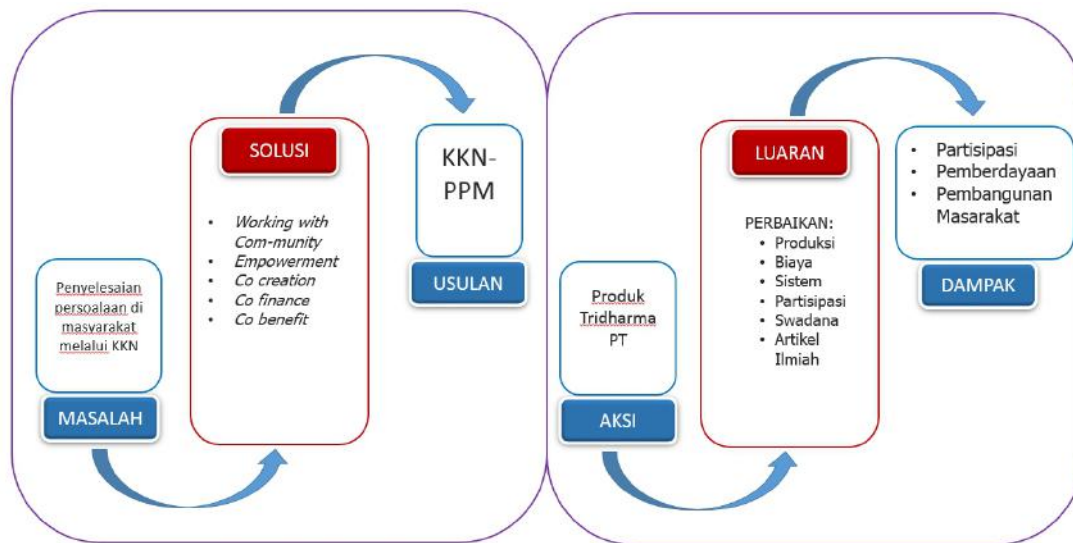 MASALAH
Penyelesaian
persoalaan di
masyarakat
melalui KKN
SOLUSI
• Working with
Com-munity
• Empowerment
• Co creation
• Co finance
• Co benefit
KKN-
PPM
USULAN
Produk
Tridharma
PT
AKSI
LUARAN
PERBAIKAN:
• Produksi
• Biaya
• Sistem
• Partisipasi
• Swadana
• Artikel
Ilmiah
• Partisipasi
• Pemberdayaan
• Pembangunan
Masarakat
DAMPAK